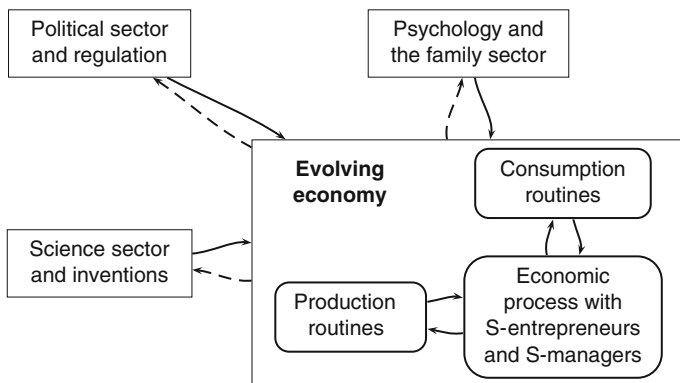 Political sector
and regulation
Psychology and
the family sector
Evolving
economy
Consumption
routines
Science sector
and inventions
Production
routines
Economic
process with
S-entrepreneurs
and S-managers